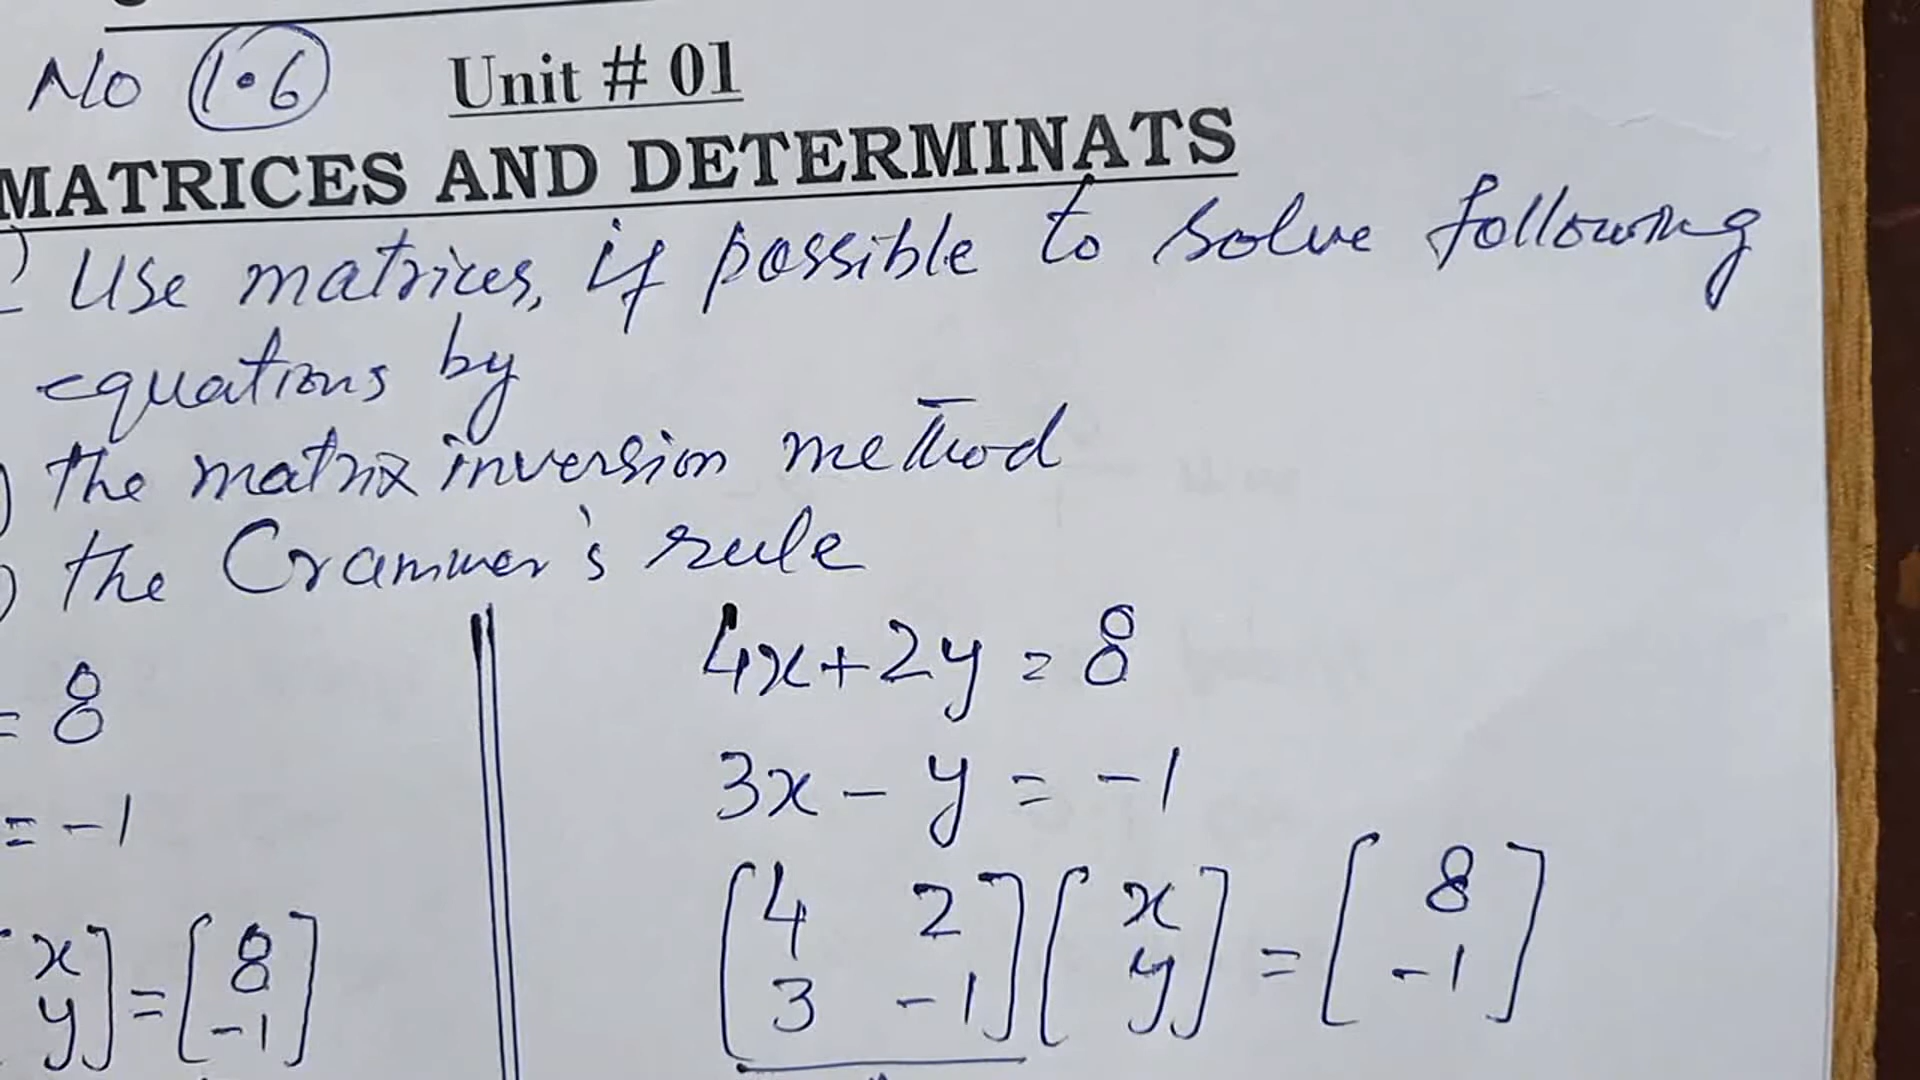 No 1.6 Unit # 01
MATRICES AND DETERMINATS
Use matrices, if possible to solve following
equations by
the matrix inversion method
the Crammer's rule
= 8
= -1
x
y ] = [ 8
-1 ]
4x+2y = 8
3x - y = -1
[ 4 2
3 -1 ] [ x
y ] = [ 8
-1 ]